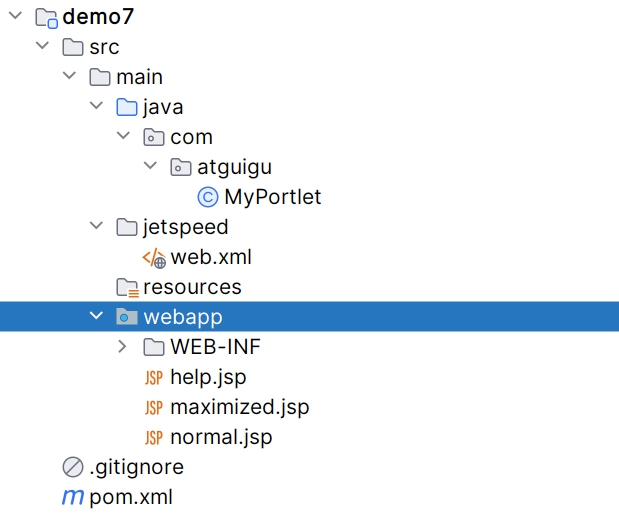 demo7
src
main
java
com
atguigu
C MyPortlet
jetspeed
web.xml
resources
webapp
WEB-INF
JSP help.jsp
JSP maximized.jsp
JSP normal.jsp
.gitignore
m pom.xml